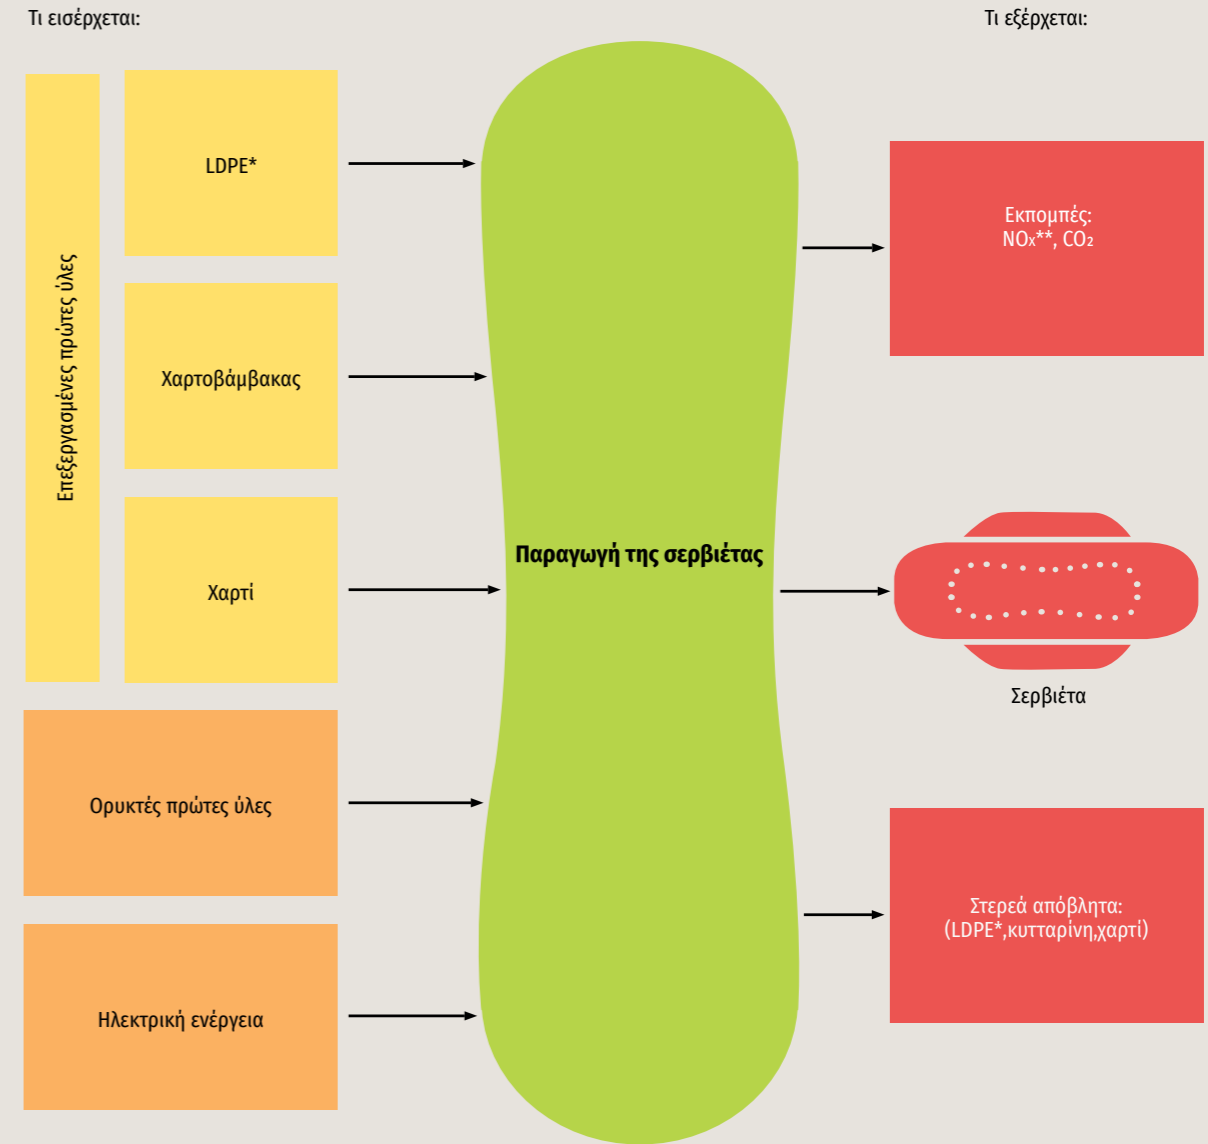 Τι εισέρχεται:
Τι εξέρχεται:
Επεξεργασμένες πρώτες ύλες
LDPE*
Χαρτοβάμβακας
Χαρτί
Ορυκτές πρώτες ύλες
Ηλεκτρική ενέργεια
Παραγωγή της σερβιέτας
Εκπομπές:
NOx**, CO₂
Σερβιέτα
Στερεά απόβλητα:
(LDPE*,κυτταρίνη,χαρτί)